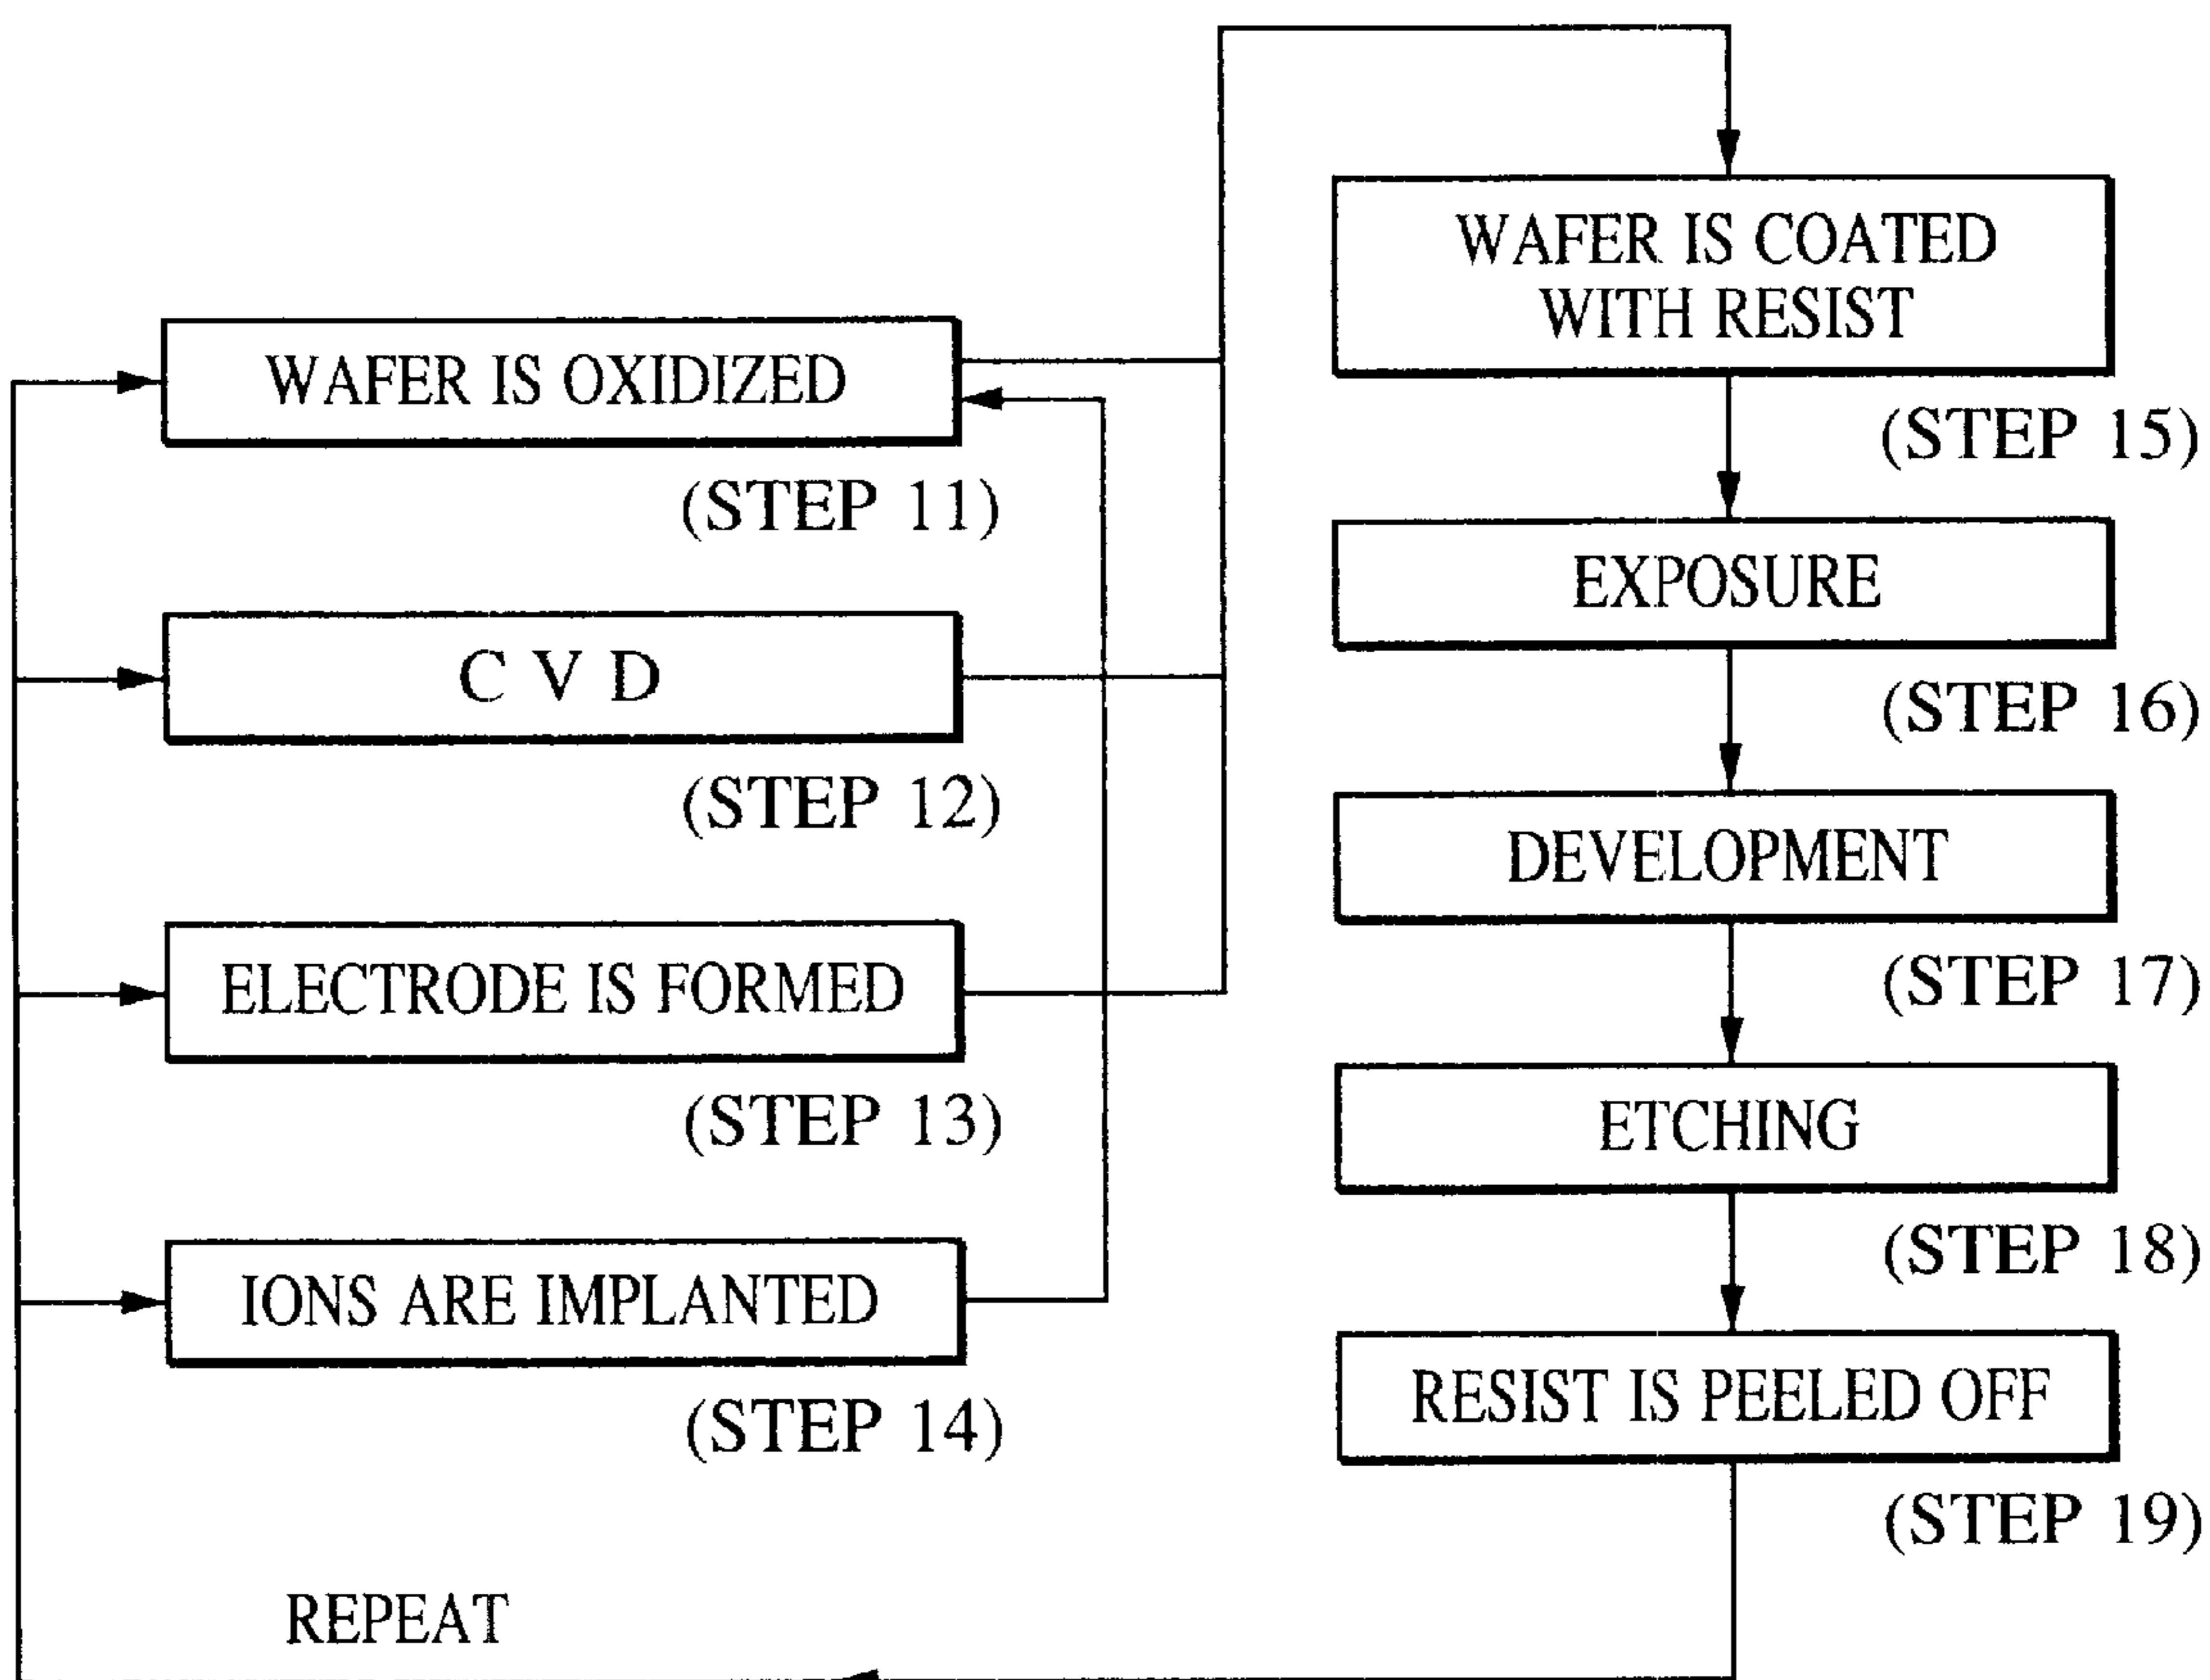 WAFER IS OXIDIZED
(STEP 11)
C V D
(STEP 12)
ELECTRODE IS FORMED
(STEP 13)
IONS ARE IMPLANTED
(STEP 14)
WAFER IS COATED
WITH RESIST
(STEP 15)
EXPOSURE
(STEP 16)
DEVELOPMENT
(STEP 17)
ETCHING
(STEP 18)
RESIST IS PEELED OFF
(STEP 19)
REPEAT